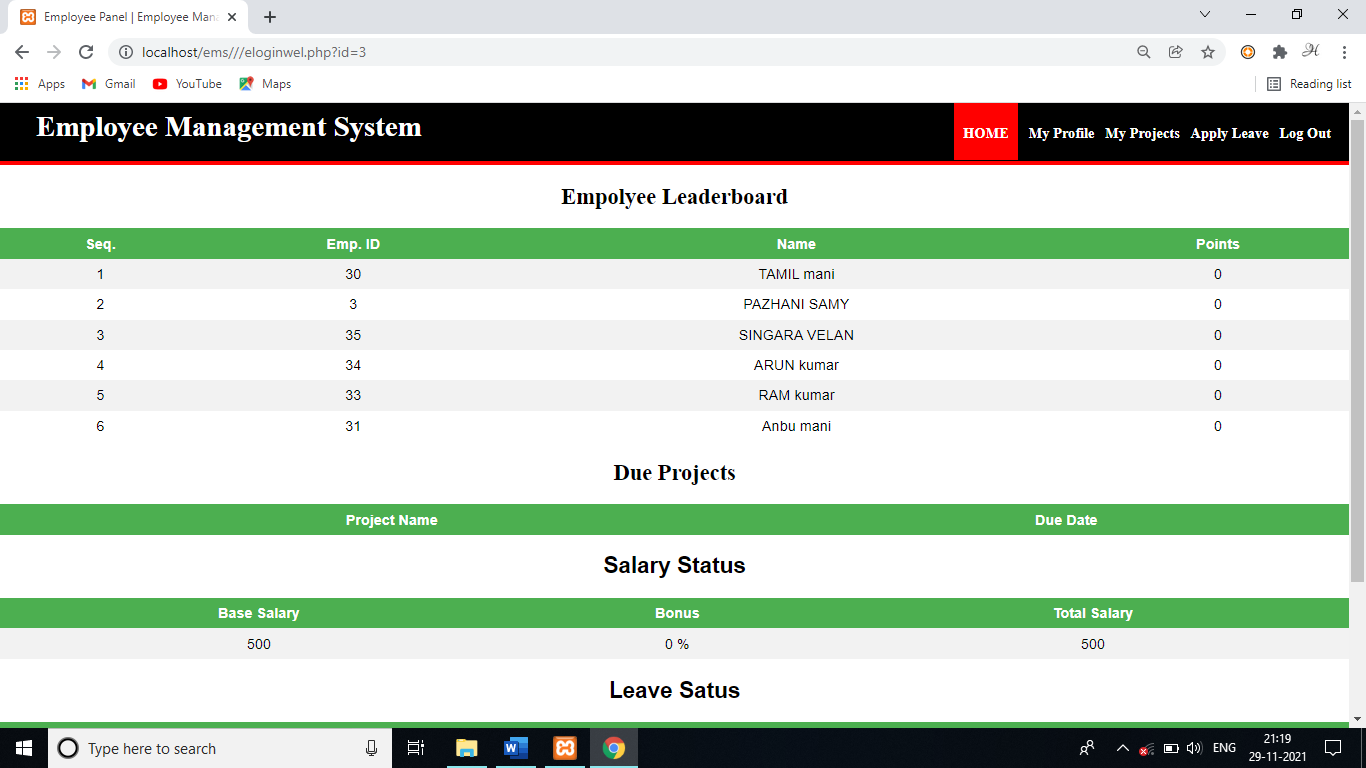 Employee Panel | Employee Mana
localhost/ems///eloginwel.php?id=3
Apps Gmail YouTube Maps Reading list
Employee Management System HOME My Profile My Projects Apply Leave Log Out
Empolyee Leaderboard
Seq. Emp. ID Name Points
1 30 TAMIL mani 0
2 3 PAZHANI SAMY 0
3 35 SINGARA VELAN 0
4 34 ARUN kumar 0
5 33 RAM kumar 0
6 31 Anbu mani 0
Due Projects
Project Name Due Date
Salary Status
Base Salary Bonus Total Salary
500 0 % 500
Leave Satus
Type here to search ENG 21:19
29-11-2021